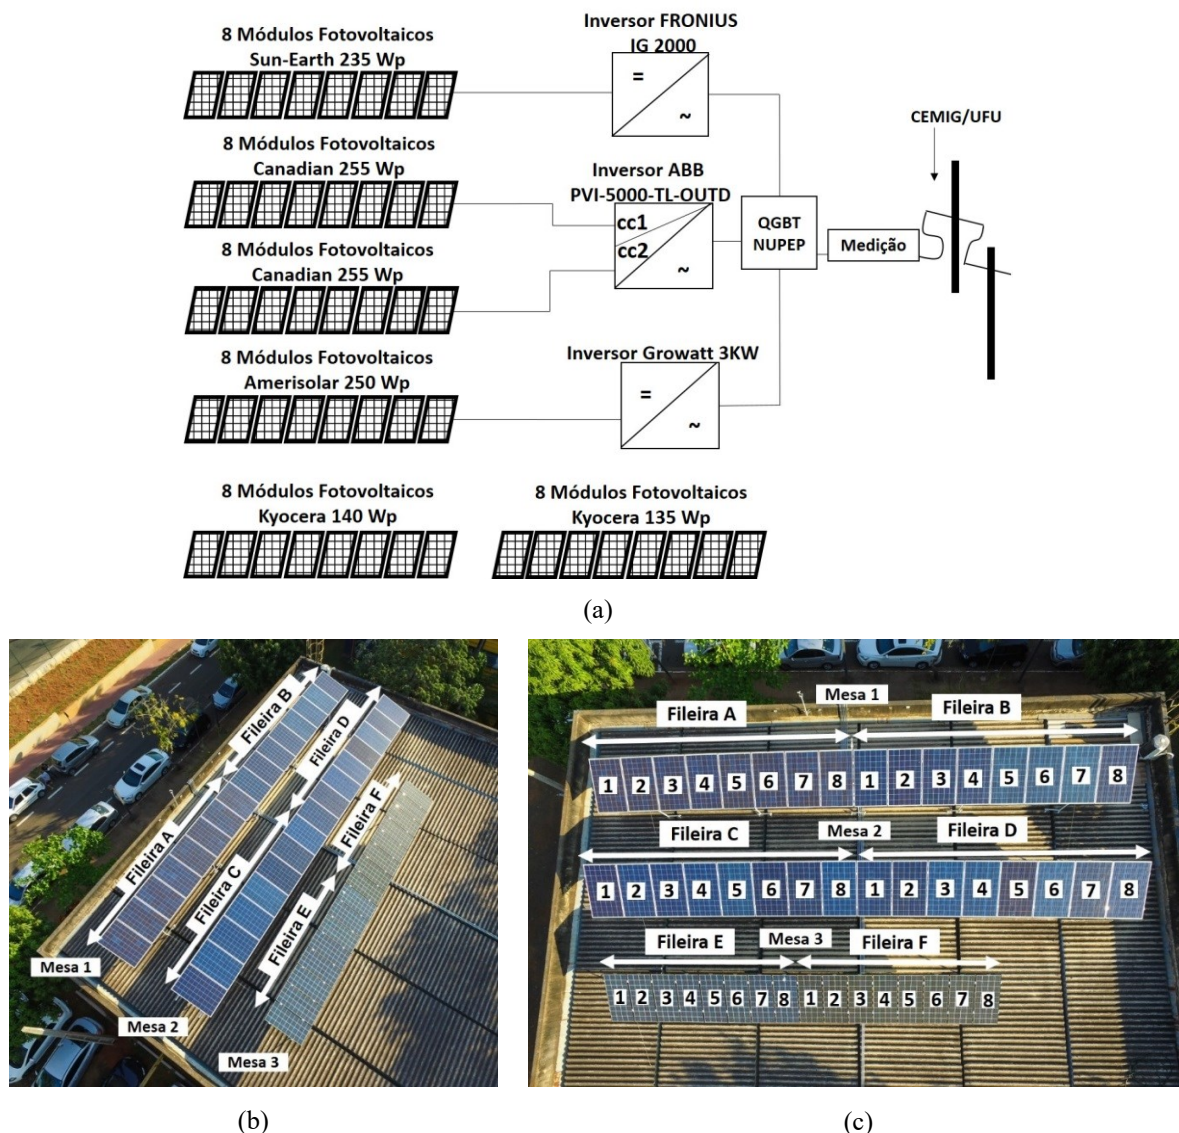 8 Módulos Fotovoltaicos
Sun-Earth 235 Wp
Inversor FRONIUS
IG 2000
=
~
8 Módulos Fotovoltaicos
Canadian 255 Wp
Inversor ABB
PVI-5000-TL-OUTD
cc1
cc2
~
8 Módulos Fotovoltaicos
Canadian 255 Wp
QGBT
NUPEP
Medição
CEMIG/UFU
8 Módulos Fotovoltaicos
Amerisolar 250 Wp
Inversor Growatt 3KW
=
~
8 Módulos Fotovoltaicos
Kyocera 140 Wp
8 Módulos Fotovoltaicos
Kyocera 135 Wp
(a)
Fileira B
Fileira D
Fileira A
Fileira F
Fileira C
Fileira E
Mesa 1
Mesa 2
Mesa 3
(b)
Mesa 1
Fileira A
Fileira B
1 2 3 4 5 6 7 8 1 2 3 4 5 6 7 8
Fileira C
Mesa 2
Fileira D
1 2 3 4 5 6 7 8 1 2 3 4 5 6 7 8
Fileira E
Mesa 3
Fileira F
1 2 3 4 5 6 7 8 1 2 3 4 5 6 7 8
(c)